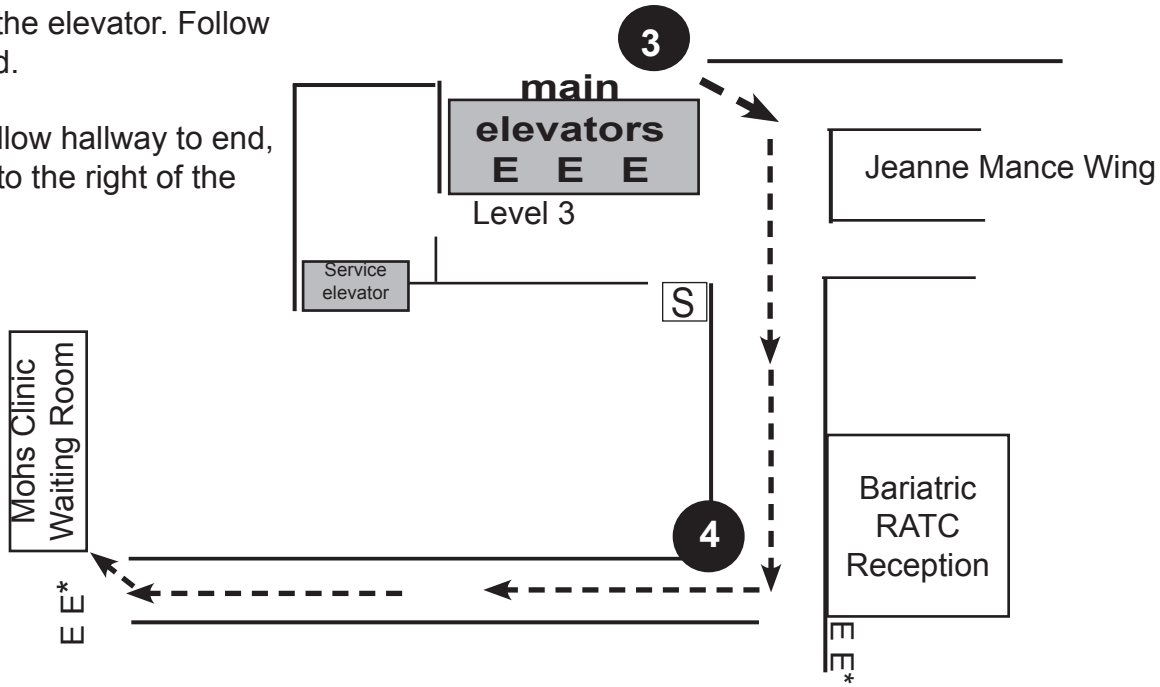 the elevator. Follow
llow hallway to end,
to the right of the
3
main
elevators
E E E
Level 3
Jeanne Mance Wing
Service
elevator
S
Mohs Clinic
Waiting Room
4
Bariatric
RATC
Reception
E E*
E E*